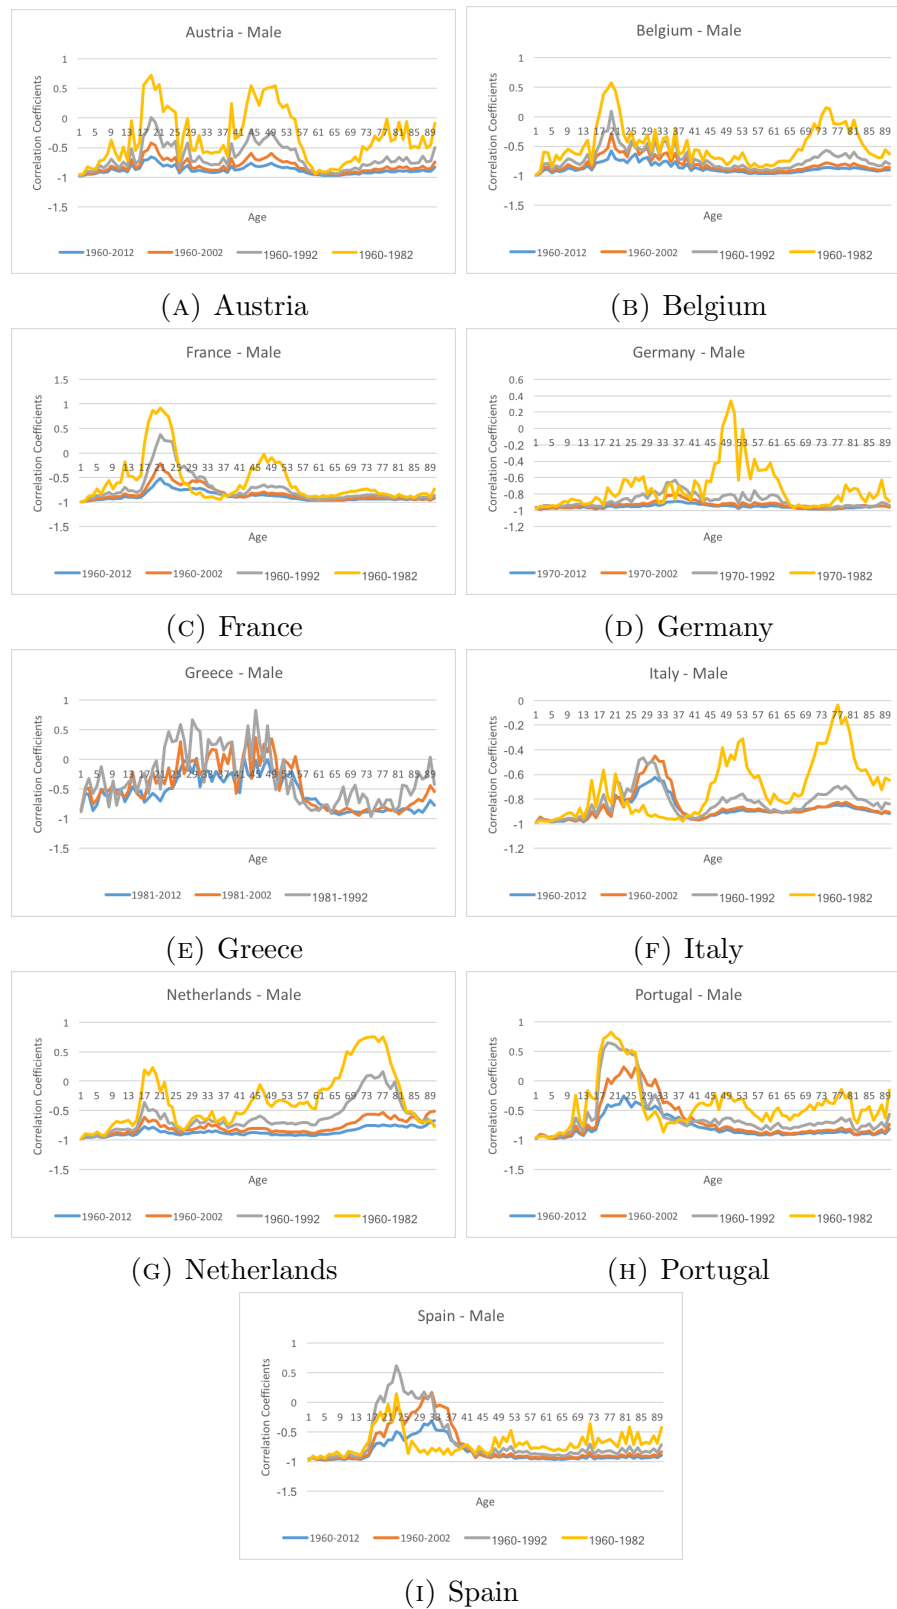 Austria - Male
Correlation Coefficients
1
0.5
0
-0.5
-1
-1.5
1 5 9 13 17 21 25 29 33 37 41 45 49 53 57 61 65 69 73 77 81 85 89
Age
1960-2012 1960-2002 1960-1992 1960-1982
(A) Austria
Belgium - Male
Correlation Coefficients
1
0.5
0
-0.5
-1
-1.5
1 5 9 13 17 21 25 29 33 37 41 45 49 53 57 61 65 69 73 77 81 85 89
Age
1960-2012 1960-2002 1960-1992 1960-1982
(B) Belgium
France - Male
Correlation Coefficients
1.5
1
0.5
0
-0.5
-1
-1.5
1 5 9 13 17 21 25 29 33 37 41 45 49 53 57 61 65 69 73 77 81 85 89
Age
1960-2012 1960-2002 1960-1992 1960-1982
(C) France
Germany - Male
Correlation Coefficients
0.6
0.4
0.2
0
-0.2
-0.4
-0.6
-0.8
-1
-1.2
1 5 9 13 17 21 25 29 33 37 41 45 49 53 57 61 65 69 73 77 81 85 89
Age
1970-2012 1970-2002 1970-1992 1970-1982
(D) Germany
Greece - Male
Correlation Coefficients
1
0.5
0
-0.5
-1
-1.5
1 5 9 13 17 21 25 29 33 37 41 45 49 53 57 61 65 69 73 77 81 85 89
Age
1981-2012 1981-2002 1981-1992
(E) Greece
Italy - Male
Correlation Coefficients
0
-0.2
-0.4
-0.6
-0.8
-1
-1.2
1 5 9 13 17 21 25 29 33 37 41 45 49 53 57 61 65 69 73 77 81 85 89
Age
1960-2012 1960-2002 1960-1992 1960-1982
(F) Italy
Netherlands - Male
Correlation Coefficients
1
0.5
0
-0.5
-1
-1.5
1 5 9 13 17 21 25 29 33 37 41 45 49 53 57 61 65 69 73 77 81 85 89
Age
1960-2012 1960-2002 1960-1992 1960-1982
(G) Netherlands
Portugal - Male
Correlation Coefficients
1
0.5
0
-0.5
-1
-1.5
1 5 9 13 17 21 25 29 33 37 41 45 49 53 57 61 65 69 73 77 81 85 89
Age
1960-2012 1960-2002 1960-1992 1960-1982
(H) Portugal
Spain - Male
Correlation Coefficients
1
0.5
0
-0.5
-1
-1.5
1 5 9 13 17 21 25 29 33 37 41 45 49 53 57 61 65 69 73 77 81 85 89
Age
1960-2012 1960-2002 1960-1992 1960-1982
(I) Spain